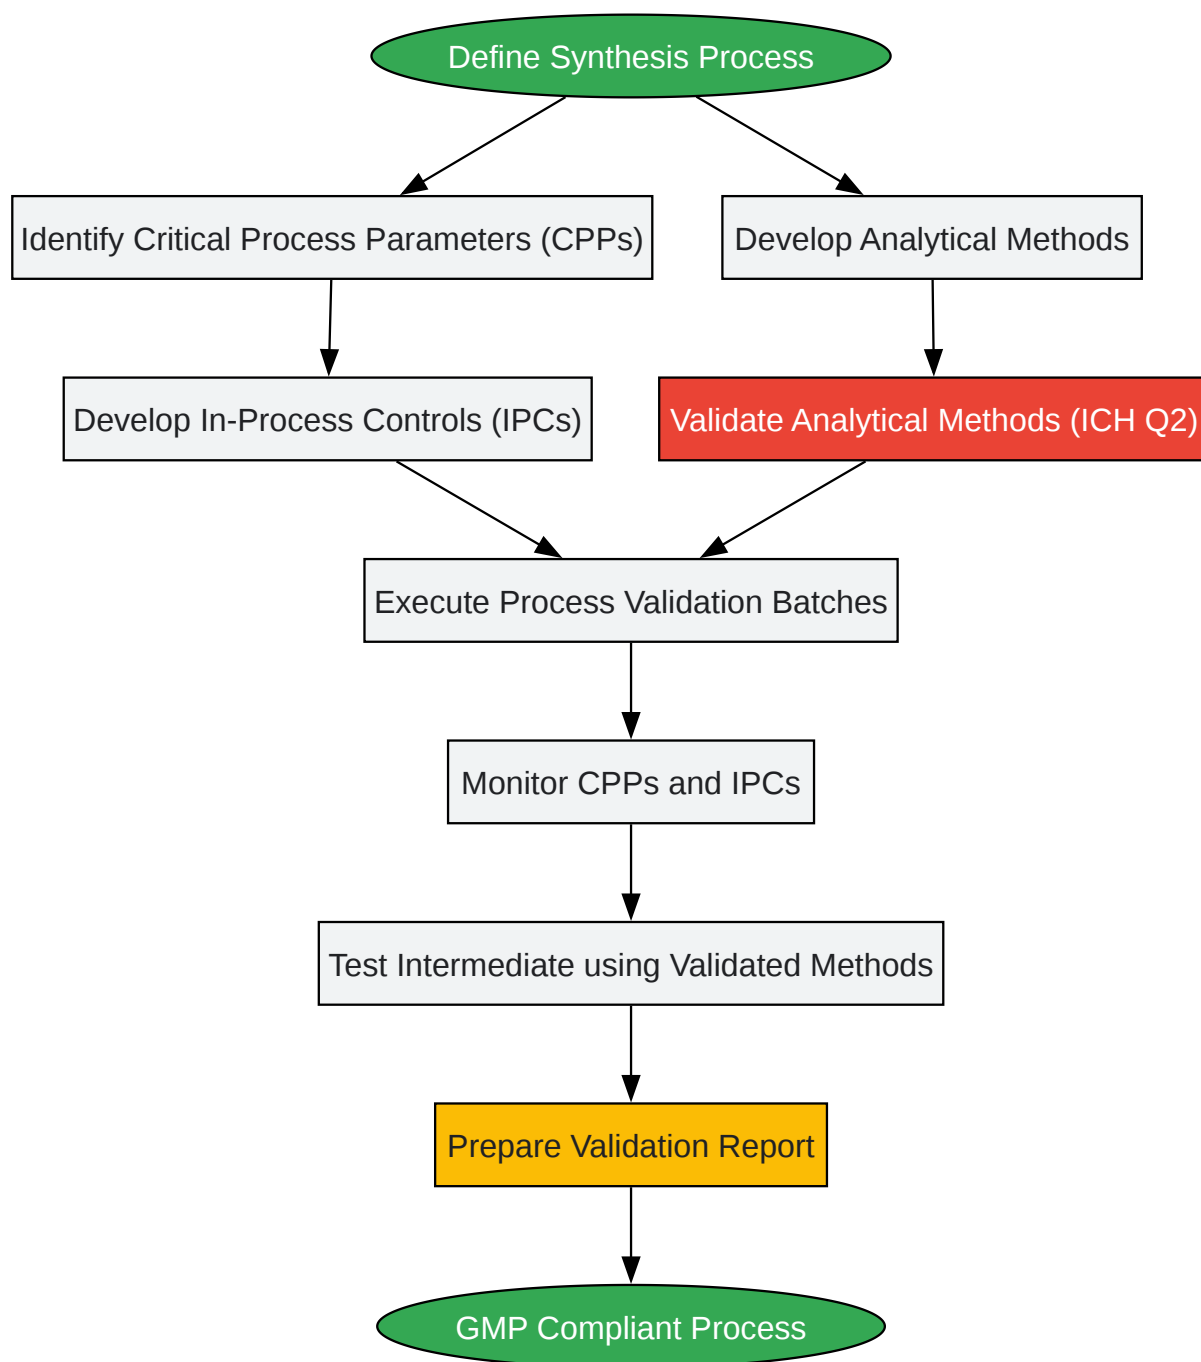 Define Synthesis Process
Identify Critical Process Parameters (CPPs)
Develop Analytical Methods
Develop In-Process Controls (IPCs)
Validate Analytical Methods (ICH Q2)
Execute Process Validation Batches
Monitor CPPs and IPCs
Test Intermediate using Validated Methods
Prepare Validation Report
GMP Compliant Process